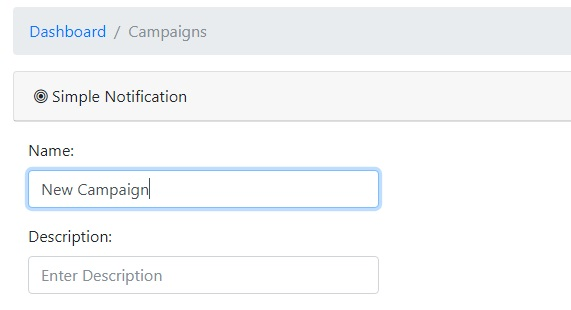 Dashboard / Campaigns
Simple Notification
Name:
New Campaign
Description:
Enter Description